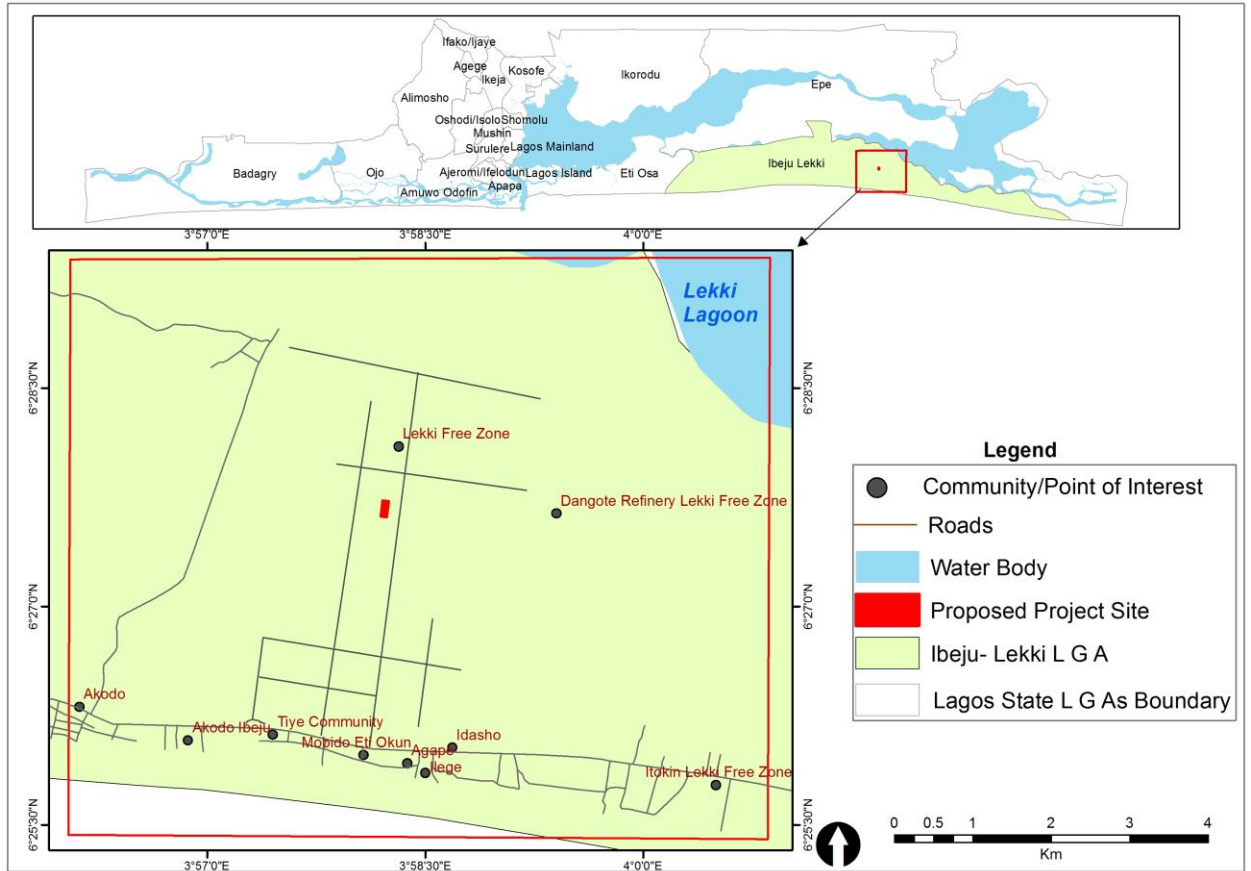 Ifako/Ijaye
Agege
Ikeja
Kosofe
Ikorodu
Alimosho
Epe
Oshodi/Isolo
Shomolu
Mushin
Surulere
Lagos Mainland
Ibeju Lekki
Badagry
Ojo
Ajeromi/Ifelodun
Lagos Island
Eti Osa
Apapa
Amuwo Odofin
3°57'0"E
3°58'30"E
4°0'0"E
Lekki
Lagoon
6°28'30"N
6°28'30"N
Lekki Free Zone
Dangote Refinery Lekki Free Zone
6°27'0"N
6°27'0"N
Akodo
Akodo Ibeju
Tiye Community
Mobido Eti Okun
Agape
Idasho
Ilege
Itokin Lekki Free Zone
6°25'30"N
6°25'30"N
3°57'0"E
3°58'30"E
4°0'0"E
Legend
Community/Point of Interest
Roads
Water Body
Proposed Project Site
Ibeju- Lekki L G A
Lagos State L G As Boundary
0 0.5 1 2 3 4
Km